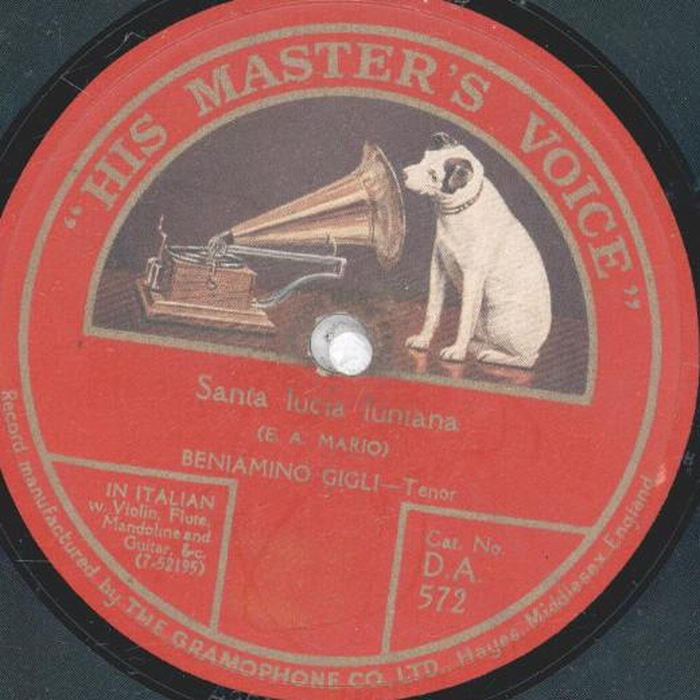 "HIS MASTER'S VOICE"
Santa lucia luntana
(E. A. MARIO)
BENIAMINO GIGLI—Tenor
IN ITALIAN
w. Violin, Flute,
Mandoline and
Guitar, &c.
(7-52195)
Cat. No.
D.A.
572
Record manufactured by THE GRAMOPHONE CO., LTD., Hayes, Middlesex, England